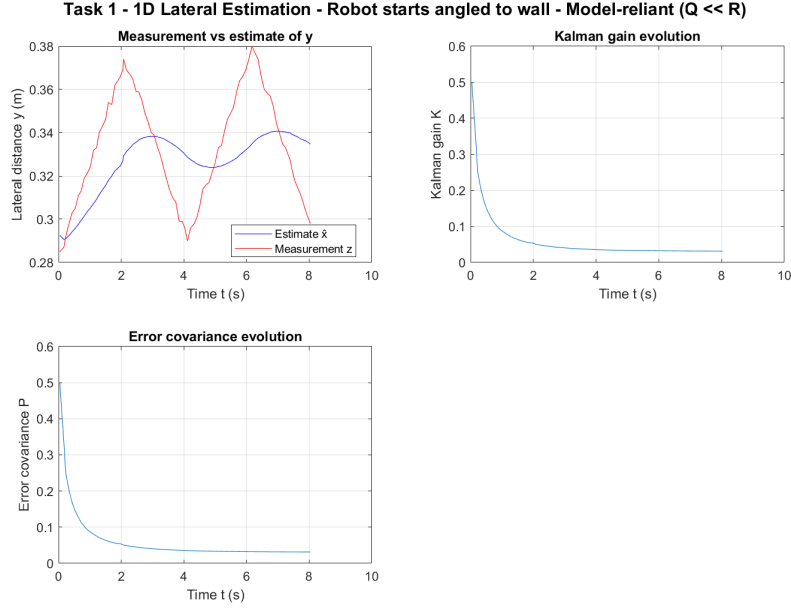 Task 1 - 1D Lateral Estimation - Robot starts angled to wall - Model-reliant (Q << R)
Measurement vs estimate of y
0.38
0.36
0.34
0.32
0.3
0.28
Lateral distance y (m)
Estimate x̂
Measurement z
0 2 4 6 8 10
Time t (s)
Kalman gain evolution
0.6
0.5
0.4
0.3
0.2
0.1
0
Kalman gain K
0 2 4 6 8 10
Time t (s)
Error covariance evolution
0.6
0.5
0.4
0.3
0.2
0.1
0
Error covariance P
0 2 4 6 8 10
Time t (s)